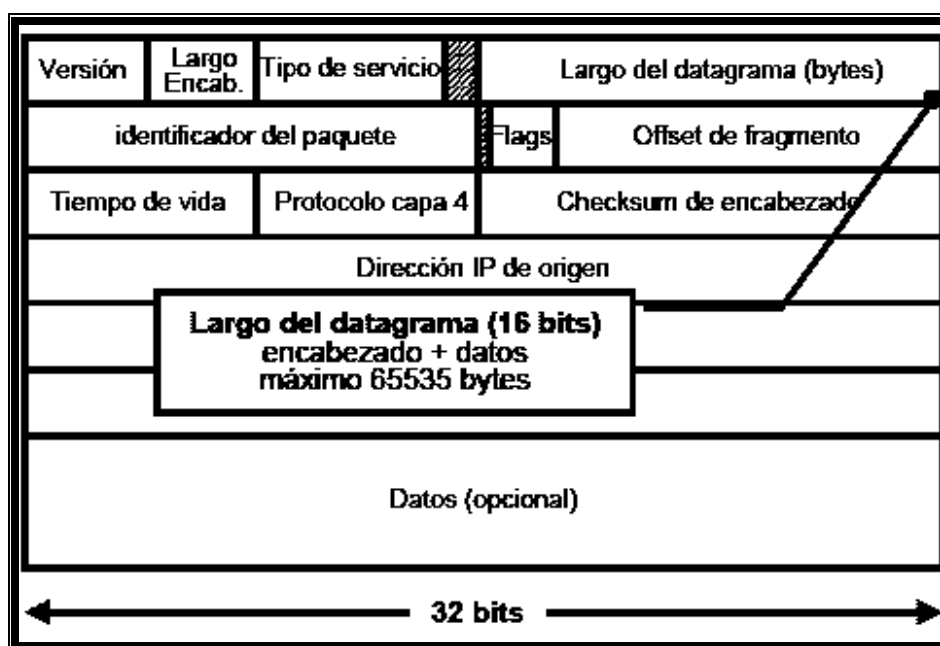 Versión
Largo
Encab.
Tipo de servicio
Largo del datagrama (bytes)
identificador del paquete
Flags
Offset de fragmento
Tiempo de vida
Protocolo capa 4
Checksum de encabezado
Dirección IP de origen
Largo del datagrama (16 bits)
encabezado + datos
máximo 65535 bytes
Datos (opcional)
32 bits